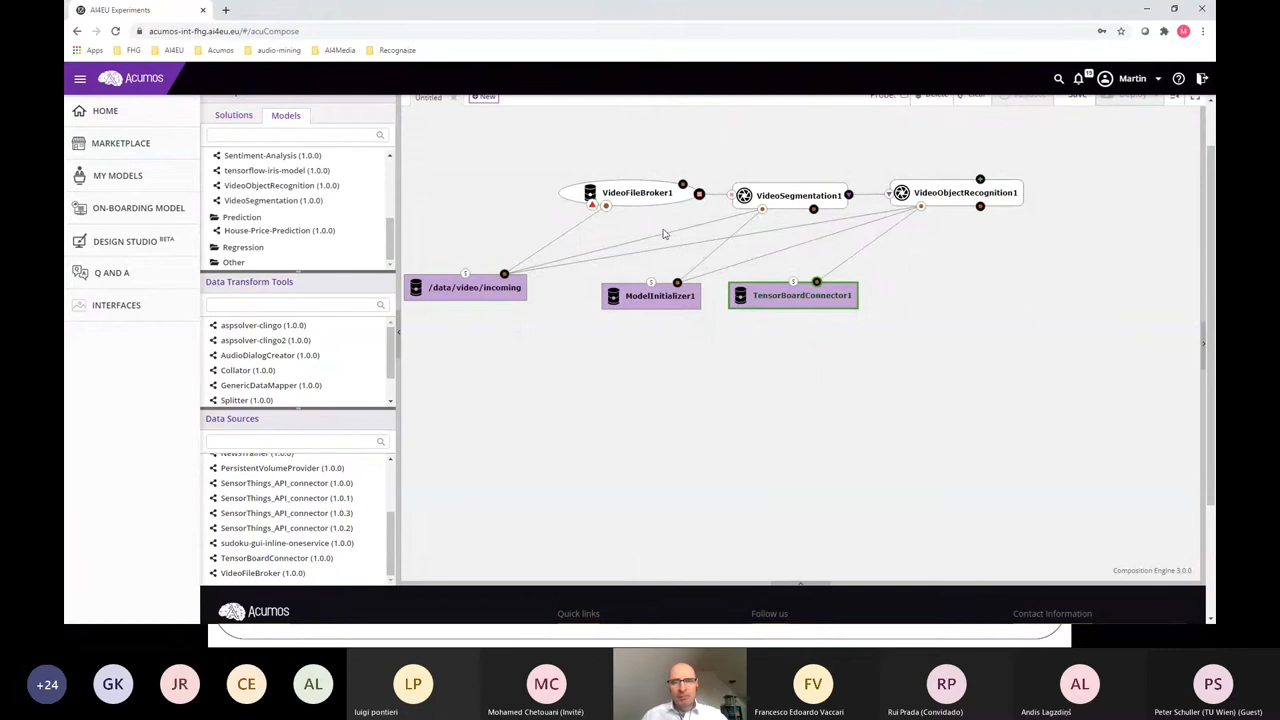 AI4EU Experiments
acumos-int-fhg.ai4eu.eu/#/acuCompose
M
Apps
FHG
AI4EU
Acumos
audio-mining
AI4Media
Recognaize
Acumos
Martin
HOME
MARKETPLACE
MY MODELS
ON-BOARDING MODEL
DESIGN STUDIO BETA
Q AND A
INTERFACES
Solutions
Models
Sentiment-Analysis (1.0.0)
tensorflow-iris-model (1.0.0)
VideoObjectRecognition (1.0.0)
VideoSegmentation (1.0.0)
Prediction
House-Price-Prediction (1.0.0)
Regression
Other
Data Transform Tools
aspsolver-clingo (1.0.0)
aspsolver-clingo2 (1.0.0)
AudioDialogCreator (1.0.0)
Collator (1.0.0)
GenericDataMapper (1.0.0)
Splitter (1.0.0)
Data Sources
NewsTrainer (1.0.0)
PersistentVolumeProvider (1.0.0)
SensorThings_API_connector (1.0.0)
SensorThings_API_connector (1.0.1)
SensorThings_API_connector (1.0.3)
SensorThings_API_connector (1.0.2)
sudoku-gui-inline-oneservice (1.0.0)
TensorBoardConnector (1.0.0)
VideoFileBroker (1.0.0)
Untitled
New
VideoFileBroker1
VideoSegmentation1
VideoObjectRecognition1
/data/video/incoming
ModelInitializer1
TensorBoardConnector1
Composition Engine 3.0.0
Acumos
Quick links
Follow us
Contact Information
+24
GK
JR
CE
AL
LP
luigi pontieri
MC
Mohamed Chetouani (Invité)
FV
Francesco Edoardo Vaccari
RP
Rui Prada (Convidado)
AL
Andis Lagzdiņš
PS
Peter Schuller (TU Wien) (Guest)